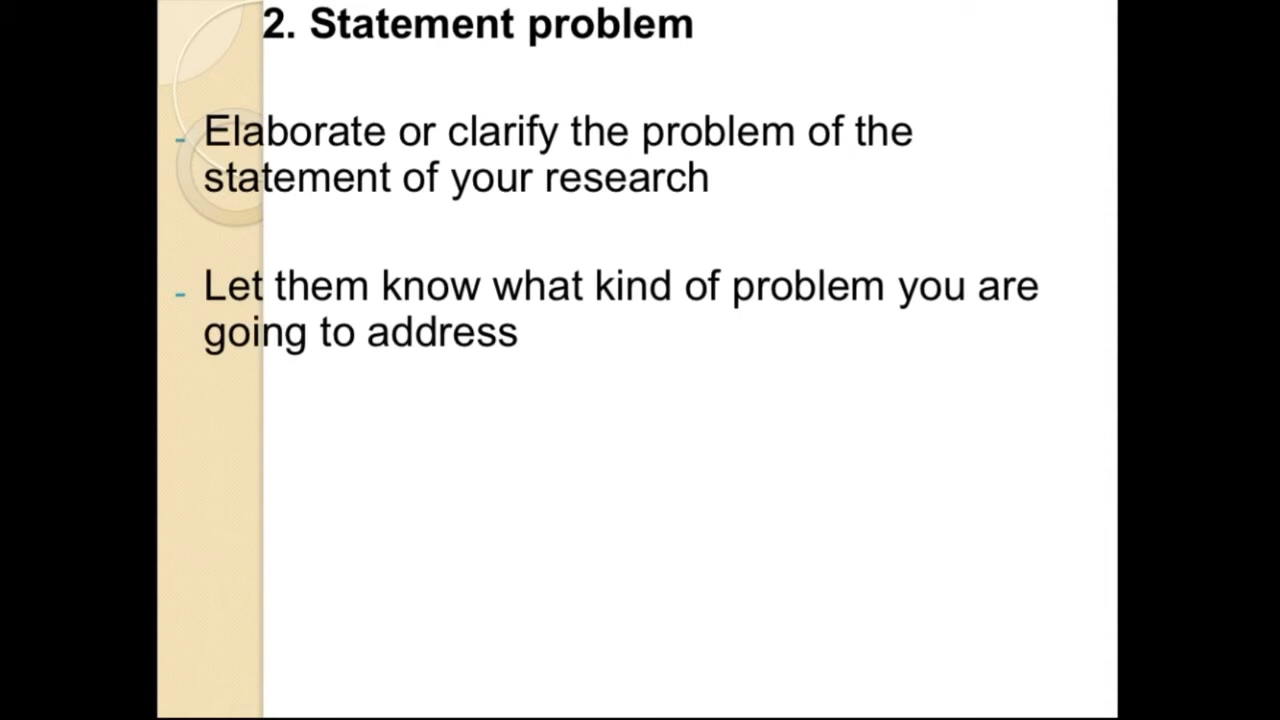 2. Statement problem
- Elaborate or clarify the problem of the
statement of your research
- Let them know what kind of problem you are
going to address